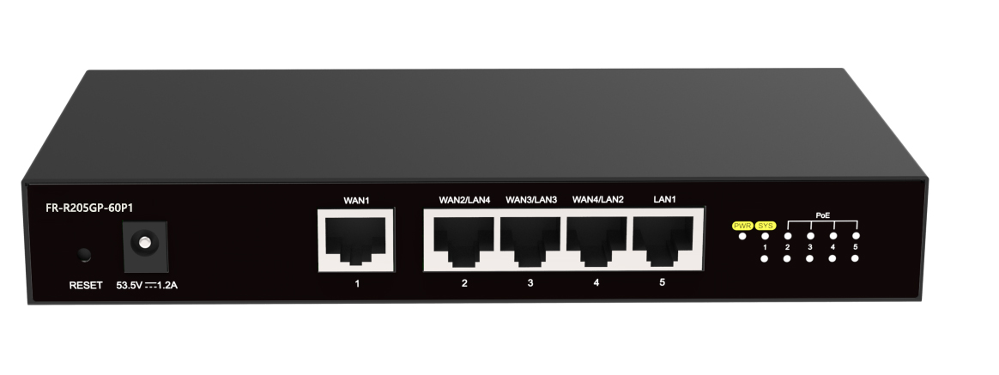 FR-R205GP-60P1
RESET
53.5V⎓1.2A
WAN1
1
WAN2/LAN4 WAN3/LAN3 WAN4/LAN2 LAN1
2 3 4 5
PoE
PWR SYS
1 2 3 4 5